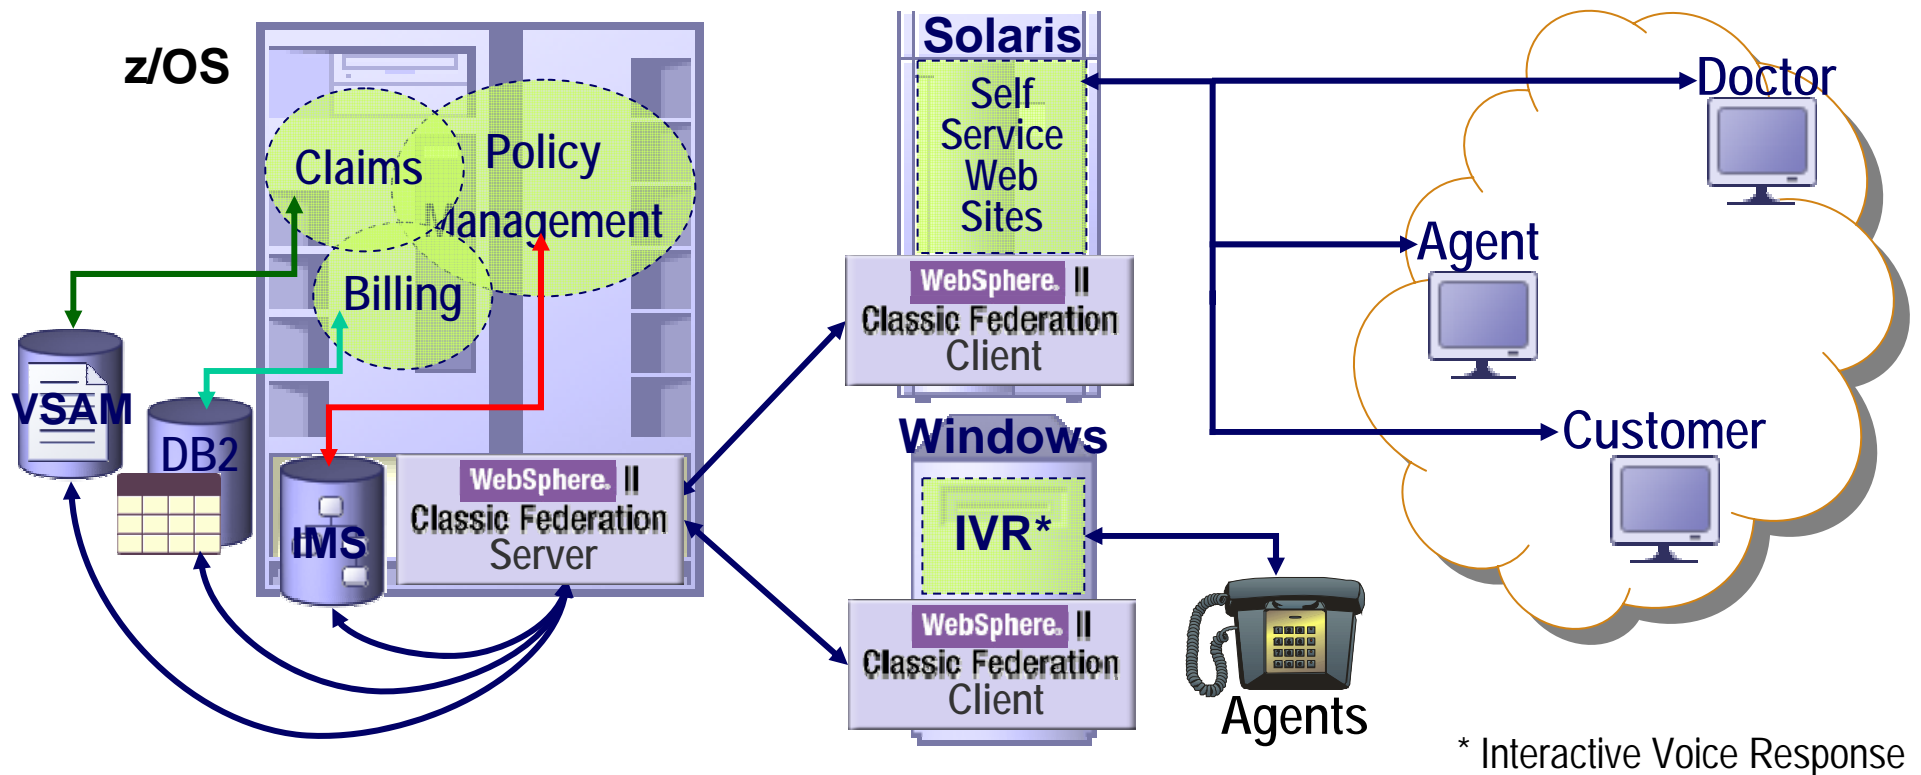 z/OS
Claims
Policy
Management
Billing
VSAM
DB2
IMS
WebSphere. II
Classic Federation
Server
Solaris
Self
Service
Web
Sites
WebSphere. II
Classic Federation
Client
Windows
IVR*
WebSphere. II
Classic Federation
Client
Doctor
Agent
Customer
Agents
* Interactive Voice Response